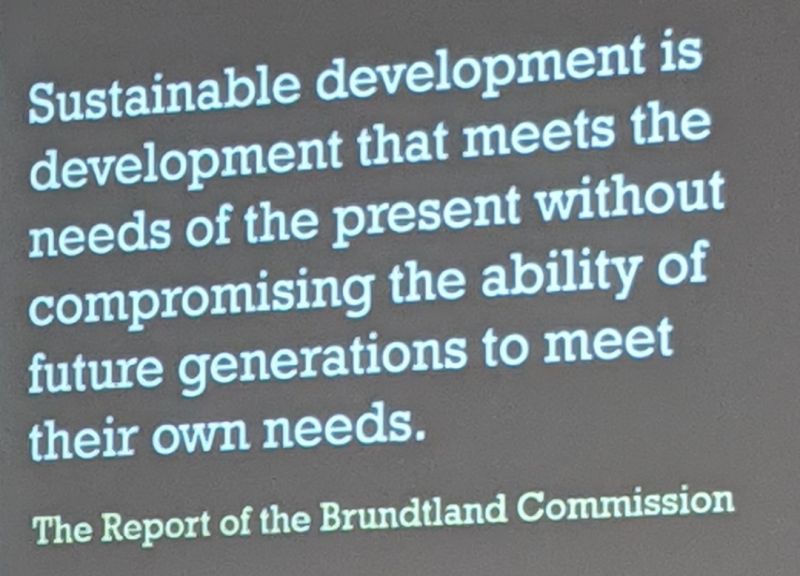 Sustainable development is
development that meets the
needs of the present without
compromising the ability of
future generations to meet
their own needs.
The Report of the Brundtland Commission